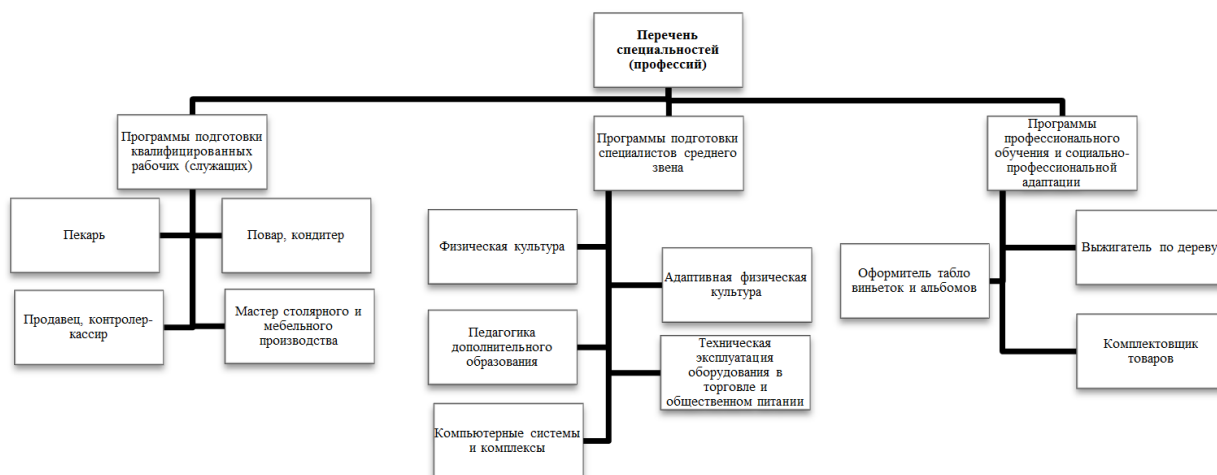 Перечень
специальностей
(профессий)
Программы подготовки
квалифицированных
рабочих (служащих)
Пекарь
Повар, кондитер
Продавец, контролер-
кассир
Мастер столярного и
мебельного
производства
Программы подготовки
специалистов среднего
звена
Физическая культура
Адаптивная физическая
культура
Педагогика
дополнительного
образования
Техническая
эксплуатация
оборудования в
торговле и
общественном питании
Компьютерные системы
и комплексы
Программы
профессионального
обучения и социально-
профессиональной
адаптации
Выжигатель по дереву
Оформитель табло
виньеток и альбомов
Комплектовщик
товаров